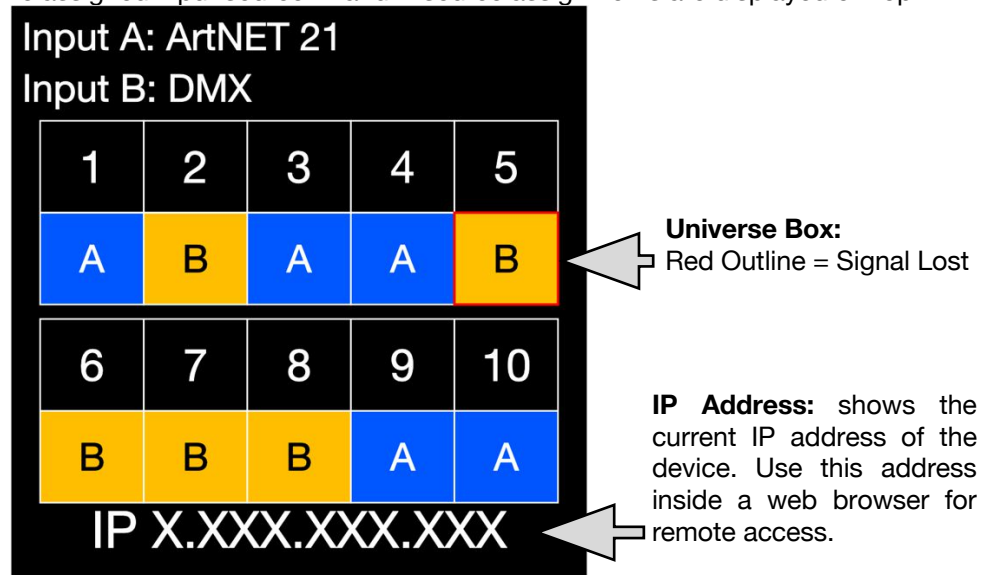 Input A: ArtNET 21
Input B: DMX
1 2 3 4 5
A B A A B
Universe Box:
Red Outline = Signal Lost
6 7 8 9 10
B B B A A
IP Address: shows the
current IP address of the
device. Use this address
inside a web browser for
remote access.
IP X.XXX.XXX.XXX